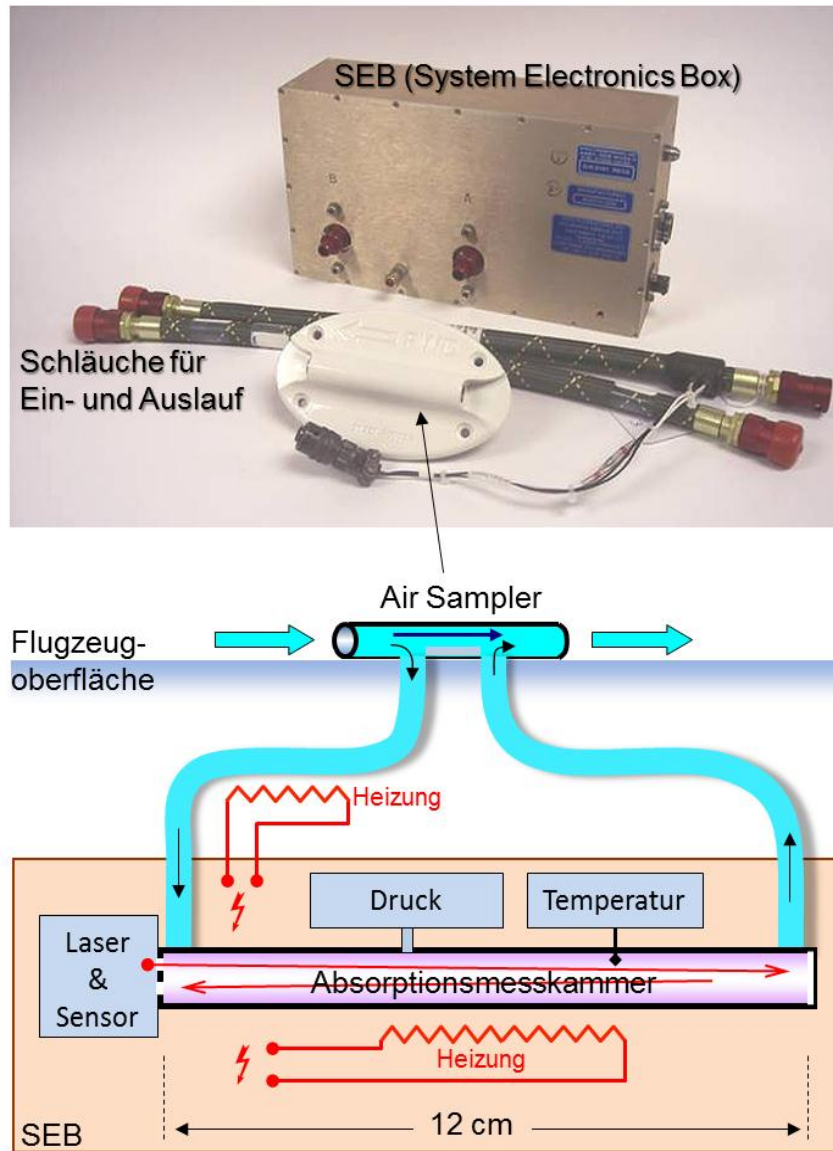 SEB (System Electronics Box)
B
A
Schläuche für
Ein- und Auslauf
Air Sampler
Flugzeug-
oberfläche
Heizung
Druck
Temperatur
Laser
&
Sensor
Absorptionsmesskammer
Heizung
12 cm
SEB